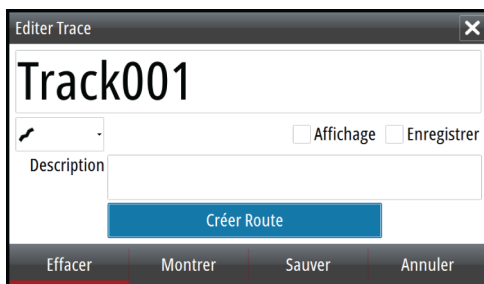 Editer Trace
Track001
Affichage Enregistrer
Description
Créer Route
Effacer Montrer Sauver Annuler